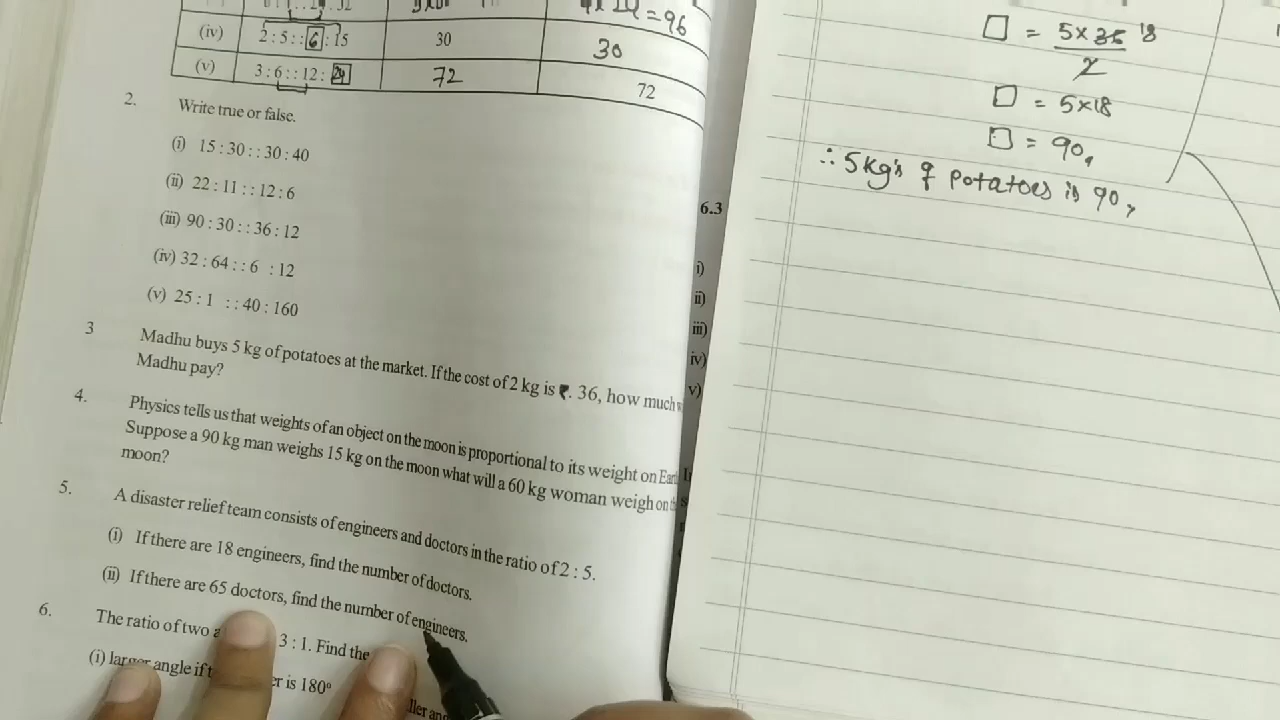 (iv) 2 : 5 : : 6 : 15 30 30
(v) 3 : 6 : : 12 : 24 72 72
2. Write true or false.
(i) 15 : 30 : : 30 : 40
(ii) 22 : 11 : : 12 : 6
(iii) 90 : 30 : : 36 : 12
(iv) 32 : 64 : : 6 : 12
(v) 25 : 1 : : 40 : 160
3 Madhu buys 5 kg of potatoes at the market. If the cost of 2 kg is ₹. 36, how much
Madhu pay?
4. Physics tells us that weights of an object on the moon is proportional to its weight on
Suppose a 90 kg man weighs 15 kg on the moon what will a 60 kg woman weigh on
moon?
5. A disaster relief team consists of engineers and doctors in the ratio of 2 : 5.
(i) If there are 18 engineers, find the number of doctors.
(ii) If there are 65 doctors, find the number of engineers.
6. The ratio of two 3 : 1. Find the
(i) larger angle if is 180°
□ = 5 × 36 18
2
□ = 5 × 18
□ = 90,
∴ 5 kg's of potatoes is 90,
6.3
i)
ii)
iii)
iv)
v)